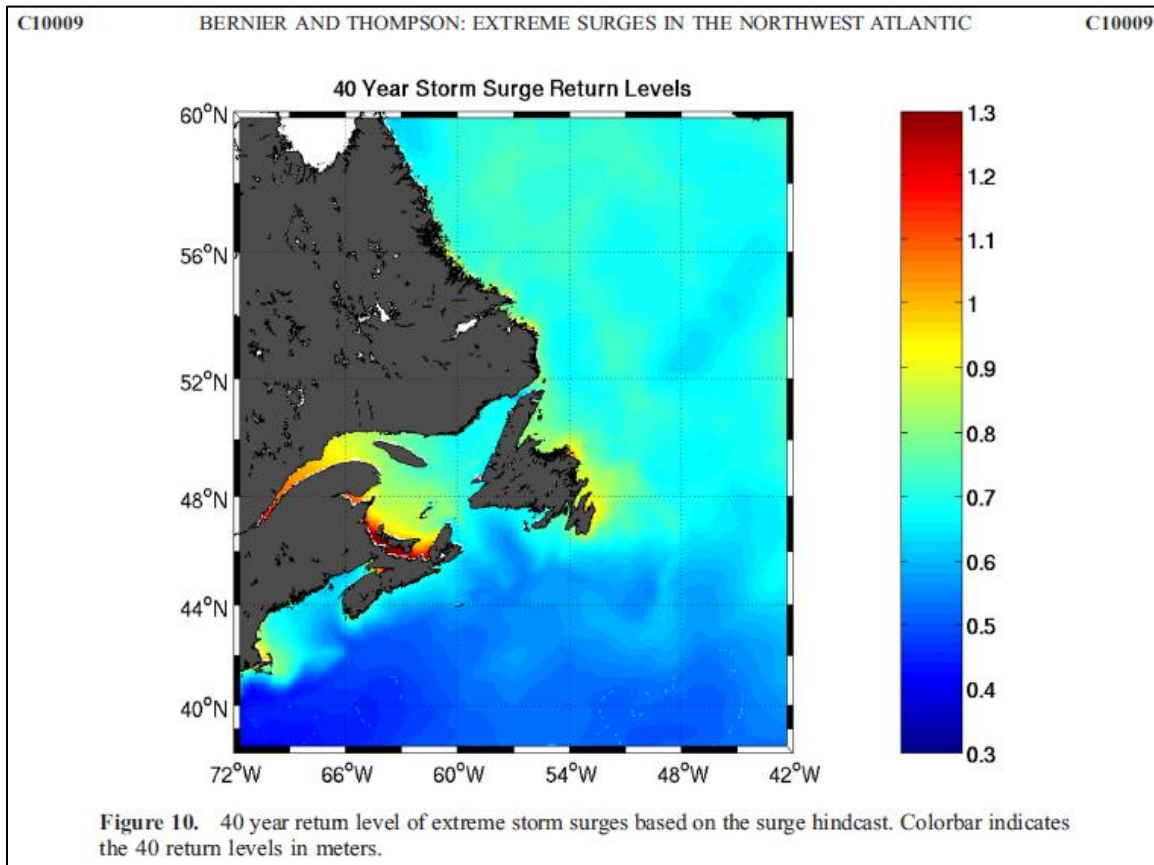 C10009 BERNIER AND THOMPSON: EXTREME SURGES IN THE NORTHWEST ATLANTIC C10009
40 Year Storm Surge Return Levels
60°N
56°N
52°N
48°N
44°N
40°N
72°W 66°W 60°W 54°W 48°W 42°W
1.3
1.2
1.1
1
0.9
0.8
0.7
0.6
0.5
0.4
0.3
Figure 10. 40 year return level of extreme storm surges based on the surge hindcast. Colorbar indicates
the 40 return levels in meters.